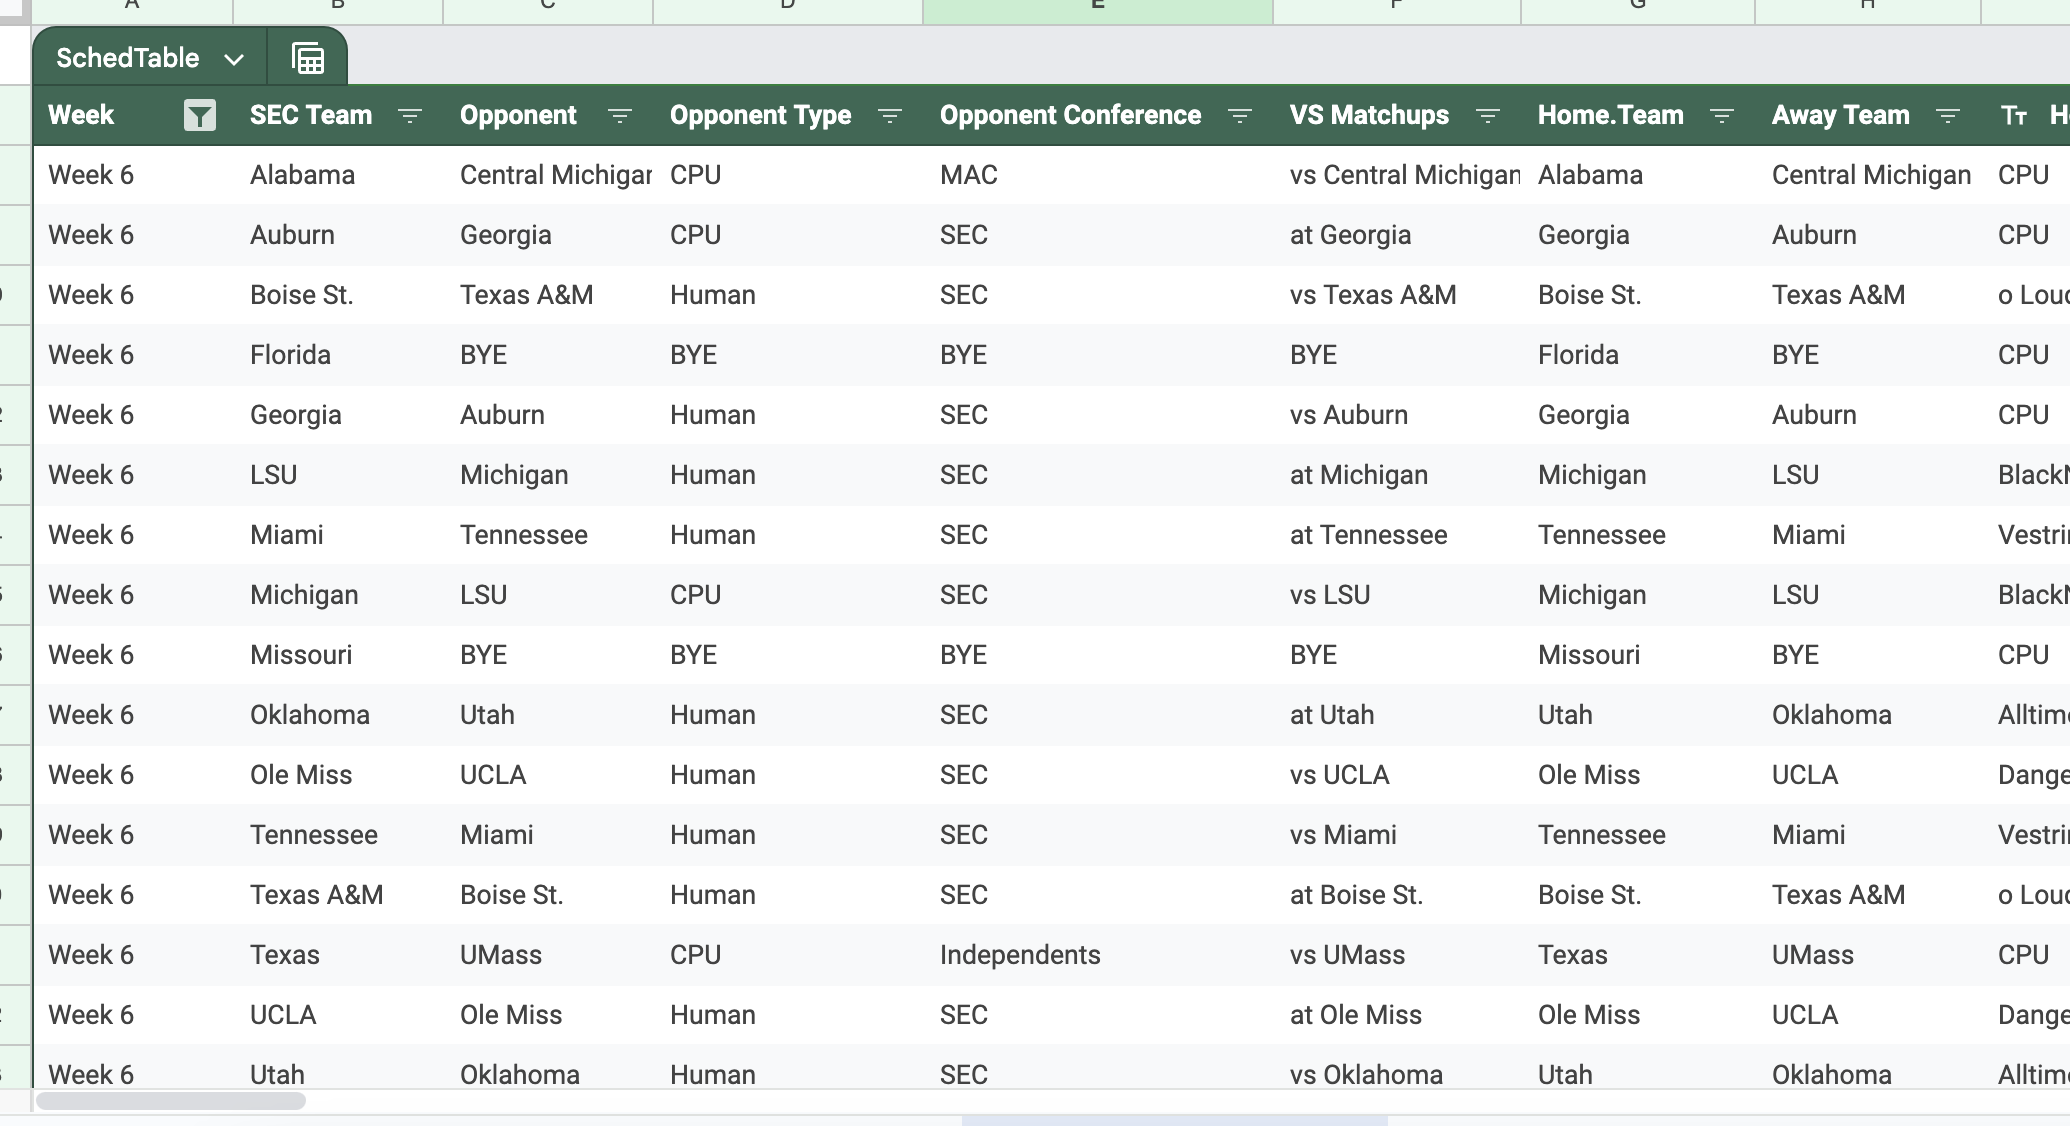 A B C D E F G H
SchedTable
Week SEC Team Opponent Opponent Type Opponent Conference VS Matchups Home.Team Away Team Tт
Week 6 Alabama Central Michigan CPU MAC vs Central Michigan Alabama Central Michigan CPU
Week 6 Auburn Georgia CPU SEC at Georgia Georgia Auburn CPU
Week 6 Boise St. Texas A&M Human SEC vs Texas A&M Boise St. Texas A&M o Lou
Week 6 Florida BYE BYE BYE BYE Florida BYE CPU
Week 6 Georgia Auburn Human SEC vs Auburn Georgia Auburn CPU
Week 6 LSU Michigan Human SEC at Michigan Michigan LSU Black
Week 6 Miami Tennessee Human SEC at Tennessee Tennessee Miami Vestri
Week 6 Michigan LSU CPU SEC vs LSU Michigan LSU Black
Week 6 Missouri BYE BYE BYE BYE Missouri BYE CPU
Week 6 Oklahoma Utah Human SEC at Utah Utah Oklahoma Alltim
Week 6 Ole Miss UCLA Human SEC vs UCLA Ole Miss UCLA Dange
Week 6 Tennessee Miami Human SEC vs Miami Tennessee Miami Vestri
Week 6 Texas A&M Boise St. Human SEC at Boise St. Boise St. Texas A&M o Lou
Week 6 Texas UMass CPU Independents vs UMass Texas UMass CPU
Week 6 UCLA Ole Miss Human SEC at Ole Miss Ole Miss UCLA Dange
Week 6 Utah Oklahoma Human SEC vs Oklahoma Utah Oklahoma Alltim